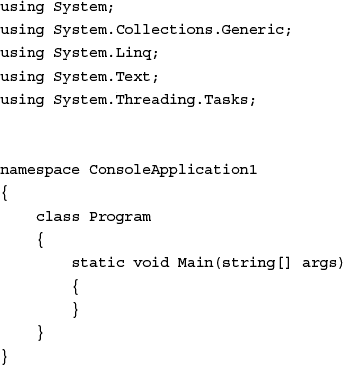 using System;
using System.Collections.Generic;
using System.Linq;
using System.Text;
using System.Threading.Tasks;
namespace ConsoleApplication1
{
    class Program
    {
        static void Main(string[] args)
        {
        }
    }
}